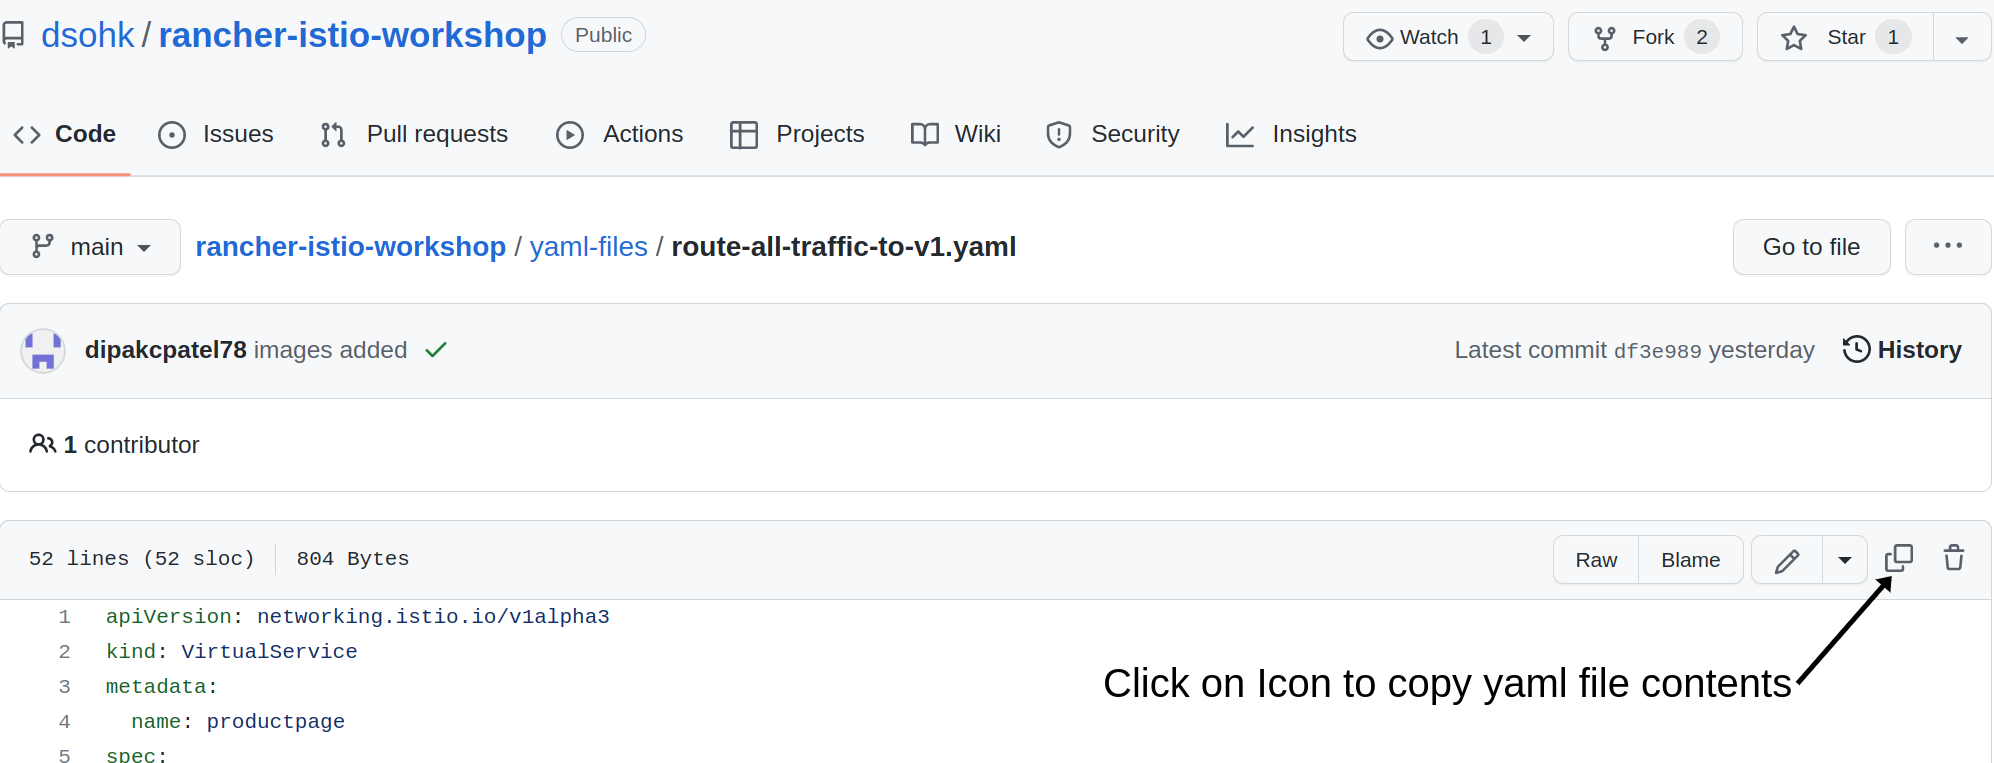 dsohk / rancher-istio-workshop Public Watch 1 Fork 2 Star 1
Code Issues Pull requests Actions Projects Wiki Security Insights
main rancher-istio-workshop / yaml-files / route-all-traffic-to-v1.yaml Go to file ...
dipakcpatel78 images added Latest commit df3e989 yesterday History
1 contributor
52 lines (52 sloc) 804 Bytes Raw Blame
1 apiVersion: networking.istio.io/v1alpha3
2 kind: VirtualService
Click on Icon to copy yaml file contents
3 metadata:
4 name: productpage
5 spec: